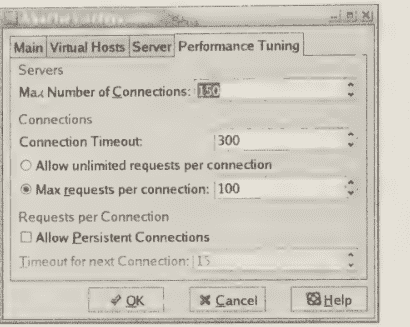 Main Virtual Hosts Server Performance Tuning
Servers
Max Number of Connections: 150
Connections
Connection Timeout: 300
Allow unlimited requests per connection
Max requests per connection: 100
Requests per Connection
Allow Persistent Connections
Timeout for next Connection: 15
OK Cancel Help